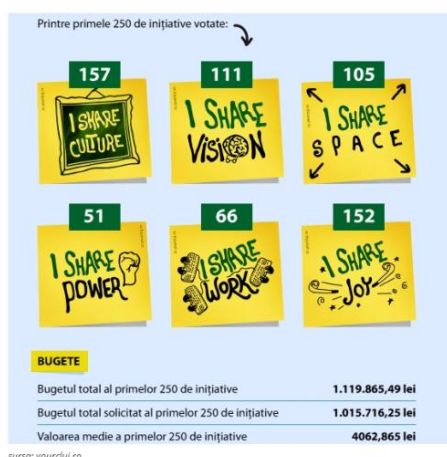 Printre primele 250 de inițiative votate:
157
111
105
I SHARE
CULTURE
I SHARE
VISION
I SHARE
SPACE
51
66
152
I SHARE
POWER
I SHARE
WORK
I SHARE
JOY
BUGETE
Bugetul total al primelor 250 de inițiative 1.119.865,49 lei
Bugetul total solicitat al primelor 250 de inițiative 1.015.716,25 lei
Valoarea medie a primelor 250 de inițiative 4062,865 lei
sursa: yourcluj.ro